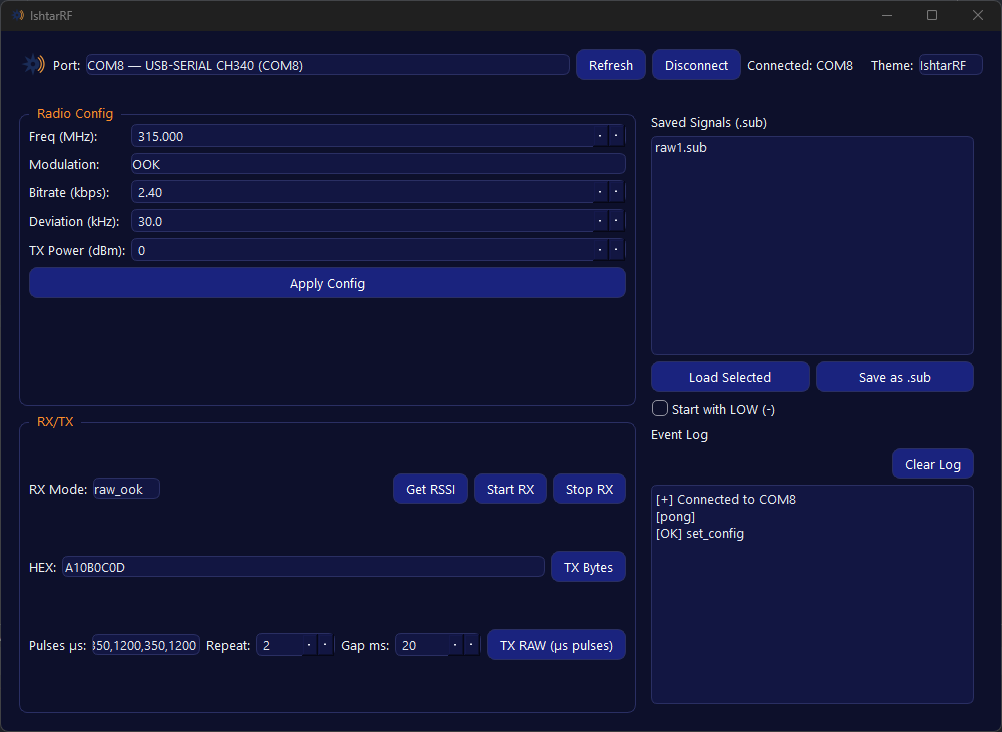 IshtarRF
Port: COM8 — USB-SERIAL CH340 (COM8) Refresh Disconnect Connected: COM8 Theme: IshtarRF
Radio Config
Freq (MHz): 315.000
Modulation: OOK
Bitrate (kbps): 2.40
Deviation (kHz): 30.0
TX Power (dBm): 0
Apply Config
RX/TX
RX Mode: raw_ook Get RSSI Start RX Stop RX
HEX: A10B0C0D TX Bytes
Pulses µs: 350,1200,350,1200 Repeat: 2 Gap ms: 20 TX RAW (µs pulses)
Saved Signals (.sub)
raw1.sub
Load Selected Save as .sub
Start with LOW (-)
Event Log
Clear Log
[+] Connected to COM8
[pong]
[OK] set_config